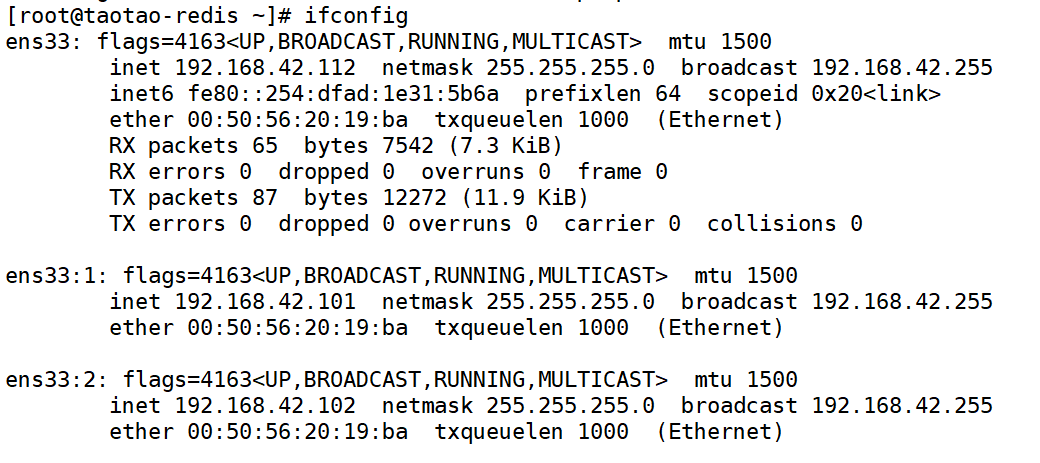 [root@taotao-redis ~]# ifconfig
ens33: flags=4163<UP,BROADCAST,RUNNING,MULTICAST>  mtu 1500
        inet 192.168.42.112  netmask 255.255.255.0  broadcast 192.168.42.255
        inet6 fe80::254:dfad:1e31:5b6a  prefixlen 64  scopeid 0x20<link>
        ether 00:50:56:20:19:ba  txqueuelen 1000  (Ethernet)
        RX packets 65  bytes 7542 (7.3 KiB)
        RX errors 0  dropped 0  overruns 0  frame 0
        TX packets 87  bytes 12272 (11.9 KiB)
        TX errors 0  dropped 0 overruns 0  carrier 0  collisions 0

ens33:1: flags=4163<UP,BROADCAST,RUNNING,MULTICAST>  mtu 1500
        inet 192.168.42.101  netmask 255.255.255.0  broadcast 192.168.42.255
        ether 00:50:56:20:19:ba  txqueuelen 1000  (Ethernet)

ens33:2: flags=4163<UP,BROADCAST,RUNNING,MULTICAST>  mtu 1500
        inet 192.168.42.102  netmask 255.255.255.0  broadcast 192.168.42.255
        ether 00:50:56:20:19:ba  txqueuelen 1000  (Ethernet)